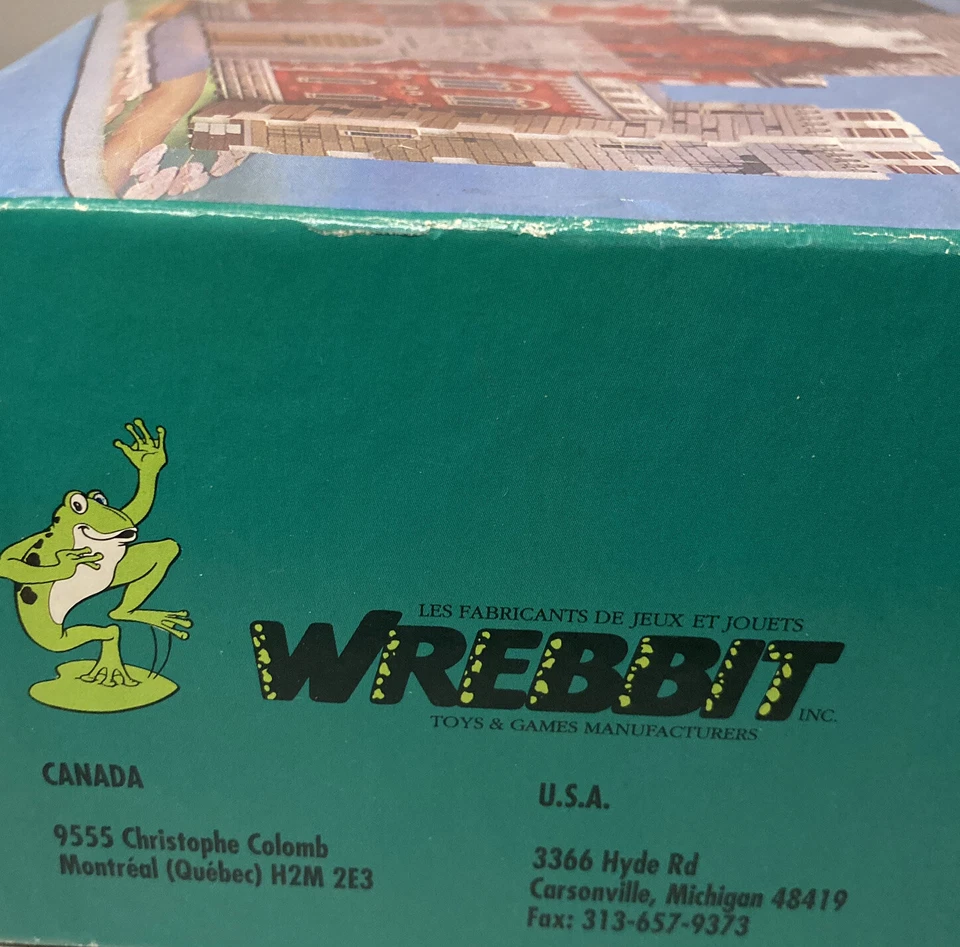 LES FABRICANTS DE JEUX ET JOUETS
WREBBIT INC.
TOYS & GAMES MANUFACTURERS
CANADA
9555 Christophe Colomb
Montréal (Québec) H2M 2E3
U.S.A.
3366 Hyde Rd
Carsonville, Michigan 48419
Fax: 313-657-9373